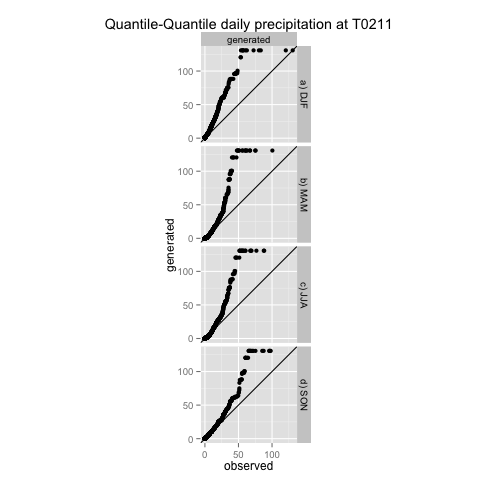 Quantile-Quantile daily precipitation at T0211
generated
100
50
0
a) DJF
100
50
0
b) MAM
generated
100
50
0
c) JJA
100
50
0
d) SON
0 50 100
observed